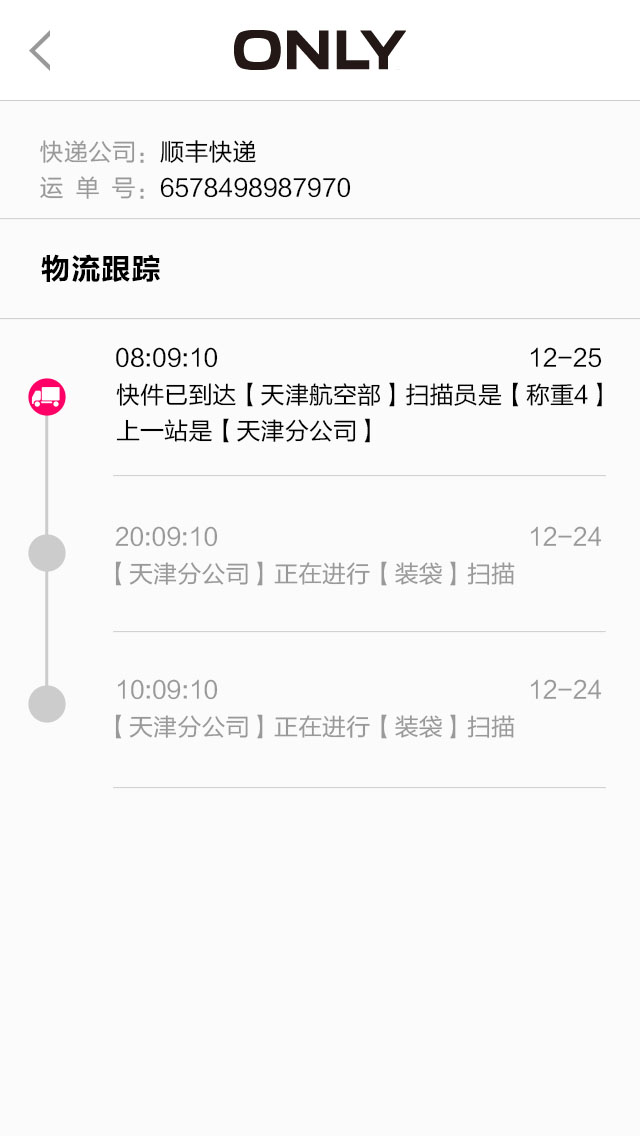 ONLY
快递公司：顺丰快递
运单号：6578498987970
物流跟踪
08:09:10 12-25
快件已到达【天津航空部】扫描员是【称重4】
上一站是【天津分公司】
20:09:10 12-24
【天津分公司】正在进行【装袋】扫描
10:09:10 12-24
【天津分公司】正在进行【装袋】扫描